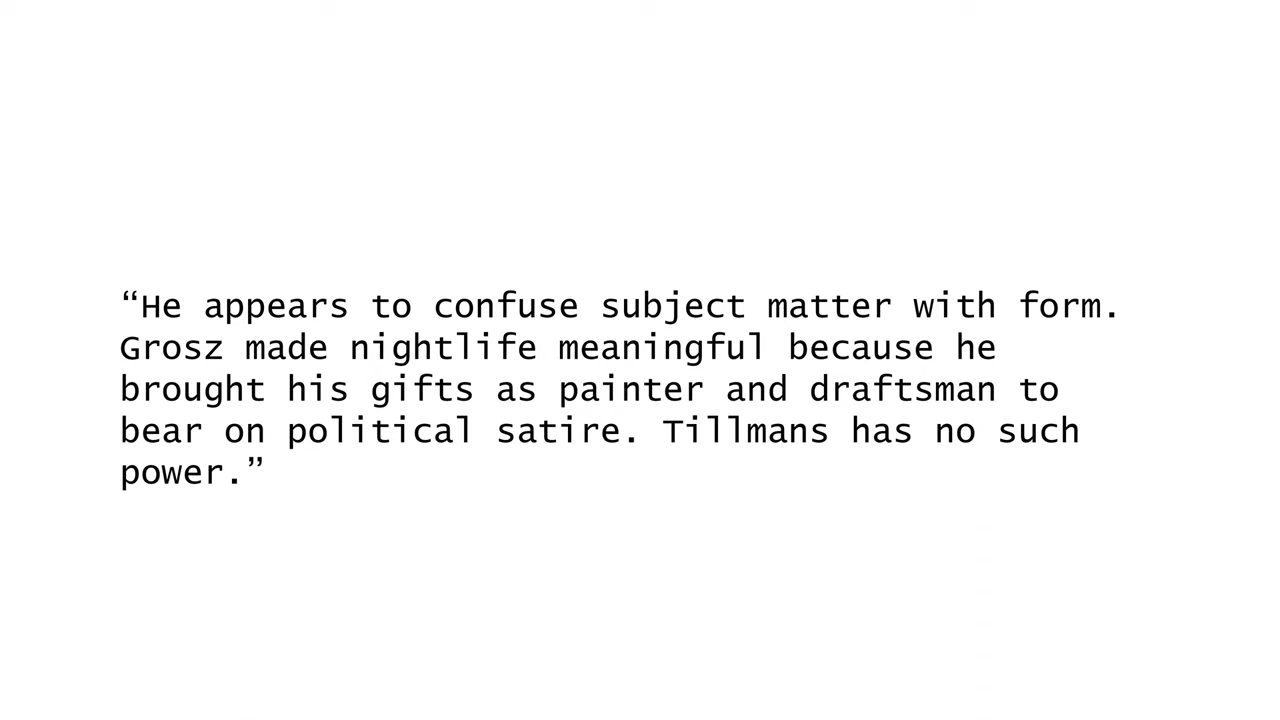 “He appears to confuse subject matter with form.
Grosz made nightlife meaningful because he
brought his gifts as painter and draftsman to
bear on political satire. Tillmans has no such
power.”